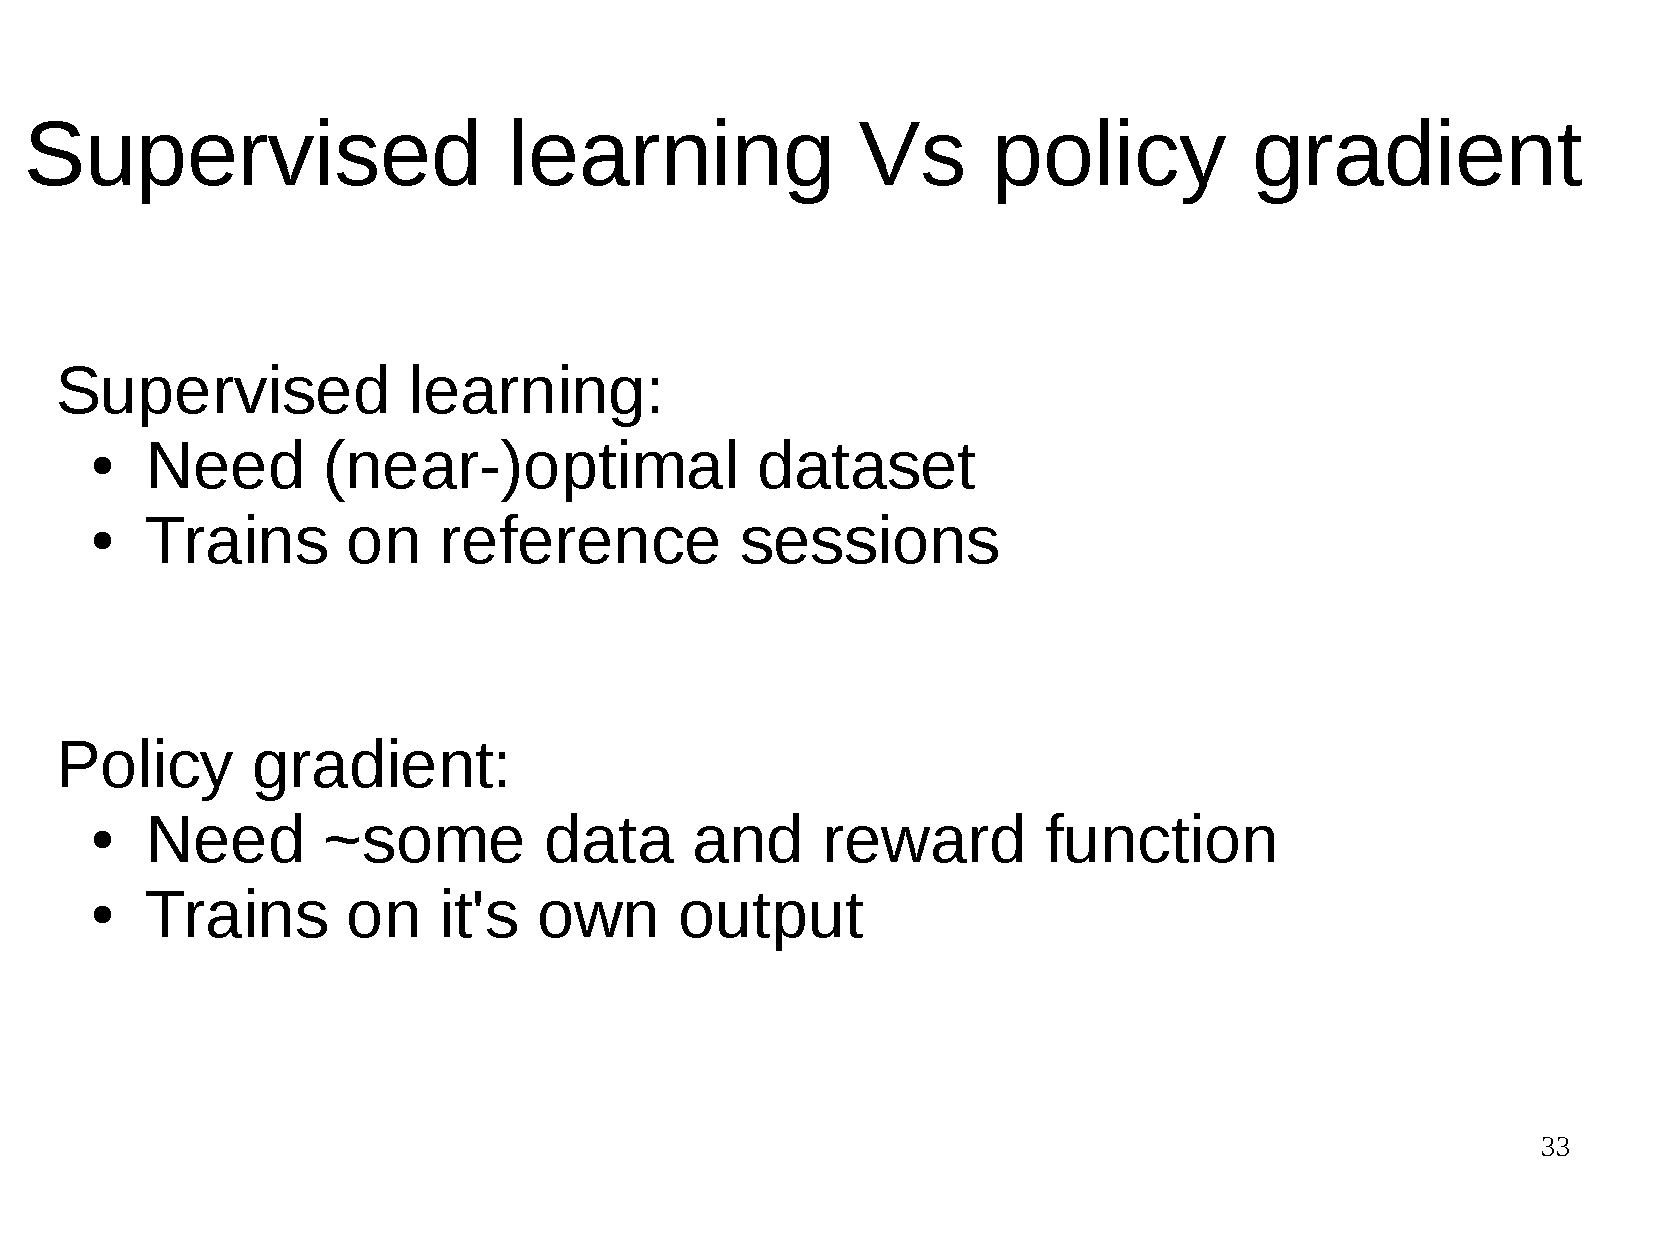 Supervised learning Vs policy gradient
Supervised learning:
● Need (near-)optimal dataset
● Trains on reference sessions
Policy gradient:
● Need ~some data and reward function
● Trains on it's own output
33